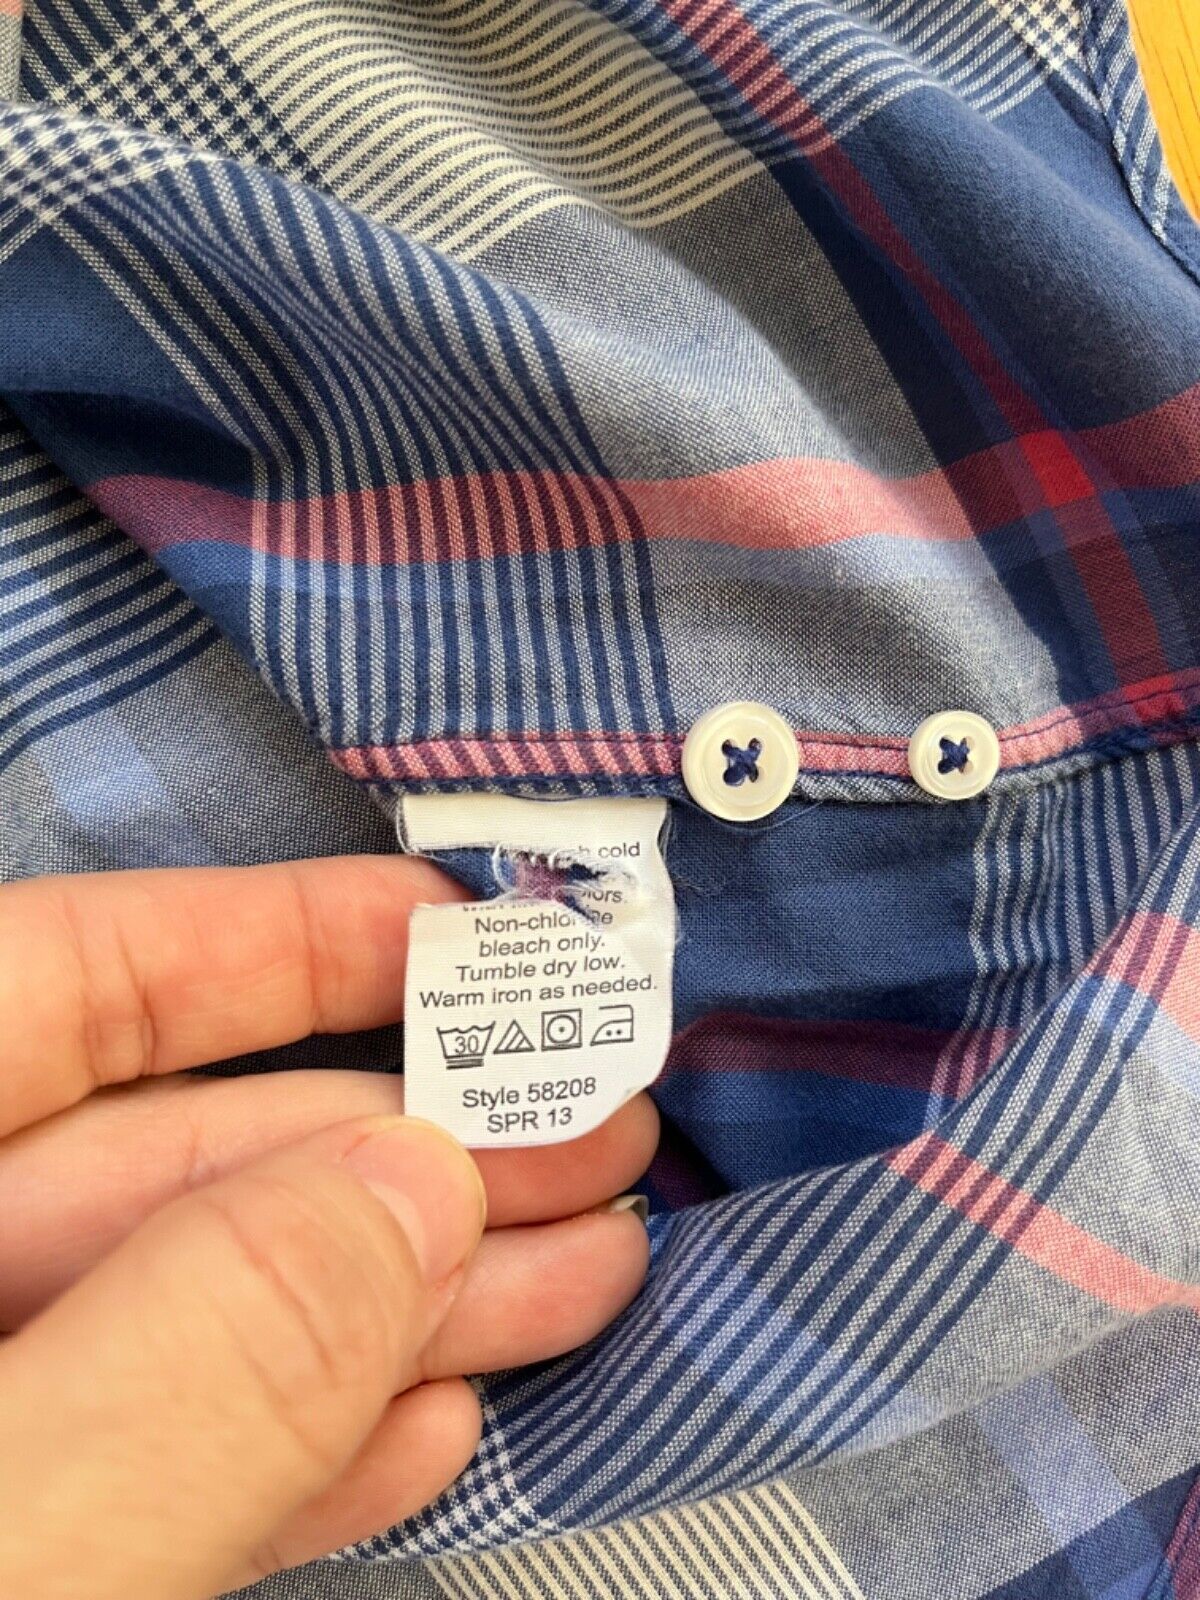 cold
Non-chlorine
bleach only.
Tumble dry low.
Warm iron as needed.
30
Style 58208
SPR 13